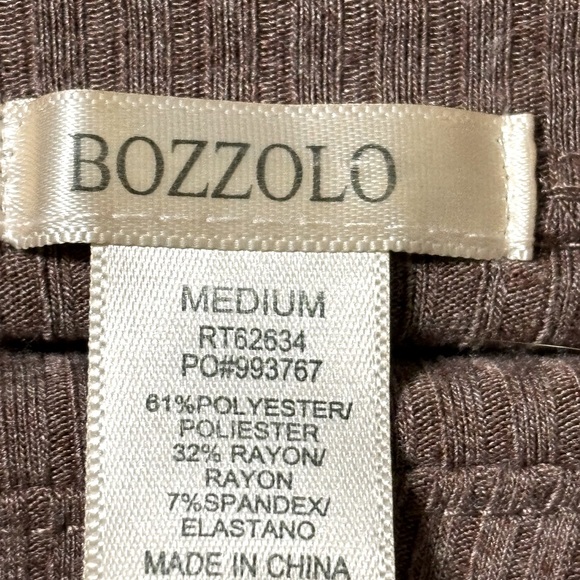 BOZZOLO
MEDIUM
RT62634
PO#993767
61%POLYESTER/
POLIESTER
32% RAYON/
RAYON
7%SPANDEX/
ELASTANO
MADE IN CHINA